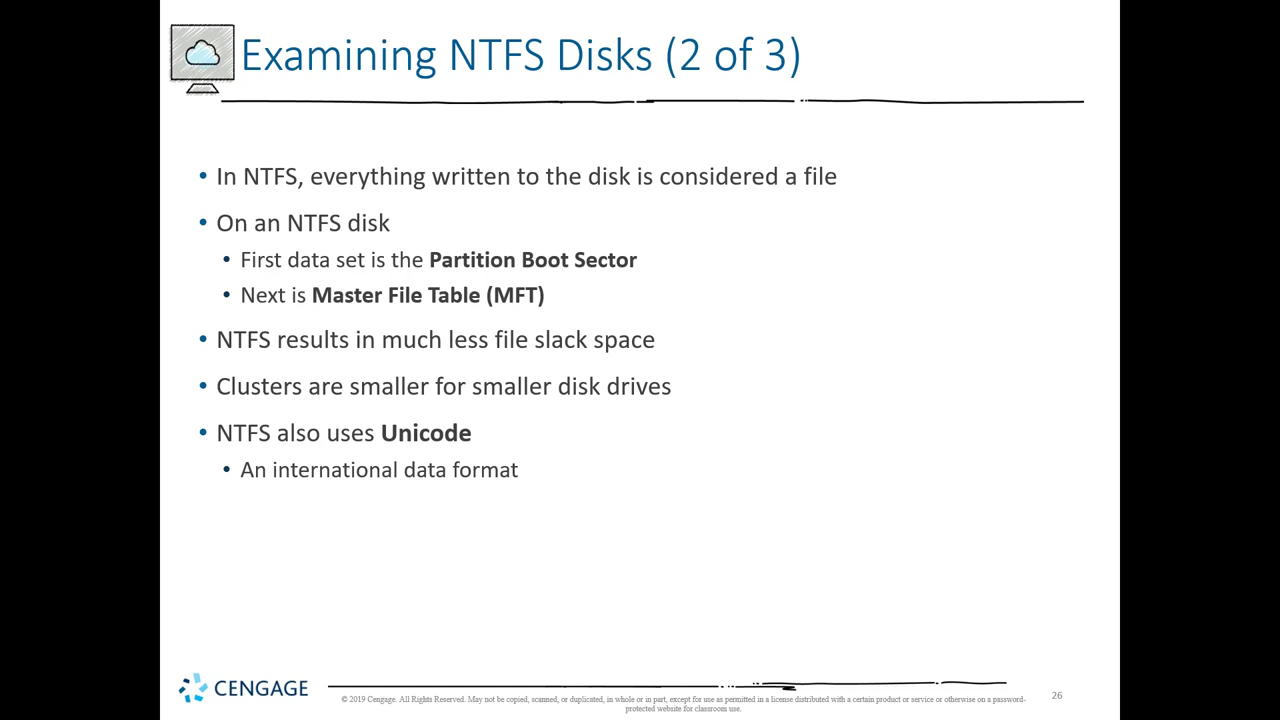 Examining NTFS Disks (2 of 3)
• In NTFS, everything written to the disk is considered a file
• On an NTFS disk
• First data set is the Partition Boot Sector
• Next is Master File Table (MFT)
• NTFS results in much less file slack space
• Clusters are smaller for smaller disk drives
• NTFS also uses Unicode
• An international data format
CENGAGE
© 2019 Cengage. All Rights Reserved. May not be copied, scanned, or duplicated, in whole or in part, except for use as permitted in a license distributed with a certain product or service or otherwise on a password-
protected website for classroom use.
26